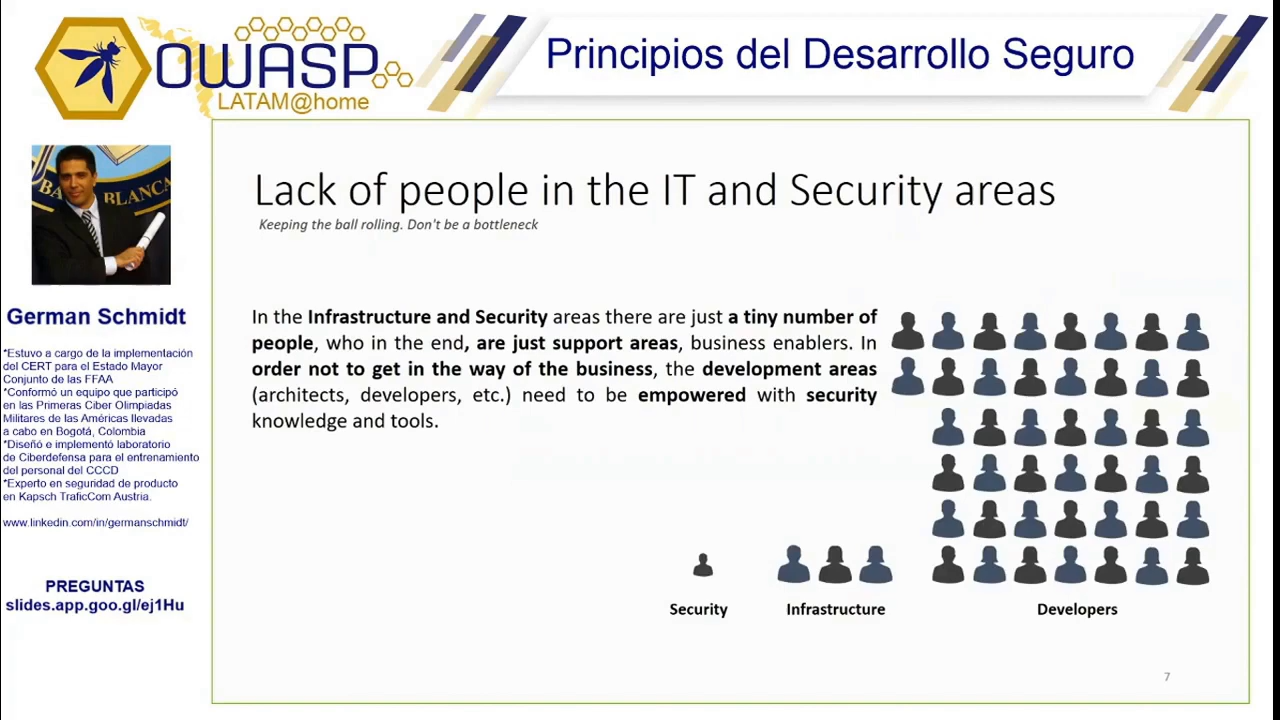 OWASP
LATAM@home
Principios del Desarrollo Seguro
BA BLANCA
German Schmidt
*Estuvo a cargo de la implementación
del CERT para el Estado Mayor
Conjunto de las FFAA
*Conformó un equipo que participó
en las Primeras Ciber Olimpiadas
Militares de las Américas llevadas
a cabo en Bogotá, Colombia
*Diseñó e implementó laboratorio
de Ciberdefensa para el entrenamiento
del personal del CCCD
*Experto en seguridad de producto
en Kapsch TraficCom Austria.
www.linkedin.com/in/germanschmidt/
PREGUNTAS
slides.app.goo.gl/ej1Hu
Lack of people in the IT and Security areas
Keeping the ball rolling. Don't be a bottleneck
In the Infrastructure and Security areas there are just a tiny number of
people, who in the end, are just support areas, business enablers. In
order not to get in the way of the business, the development areas
(architects, developers, etc.) need to be empowered with security
knowledge and tools.
Security
Infrastructure
Developers
7